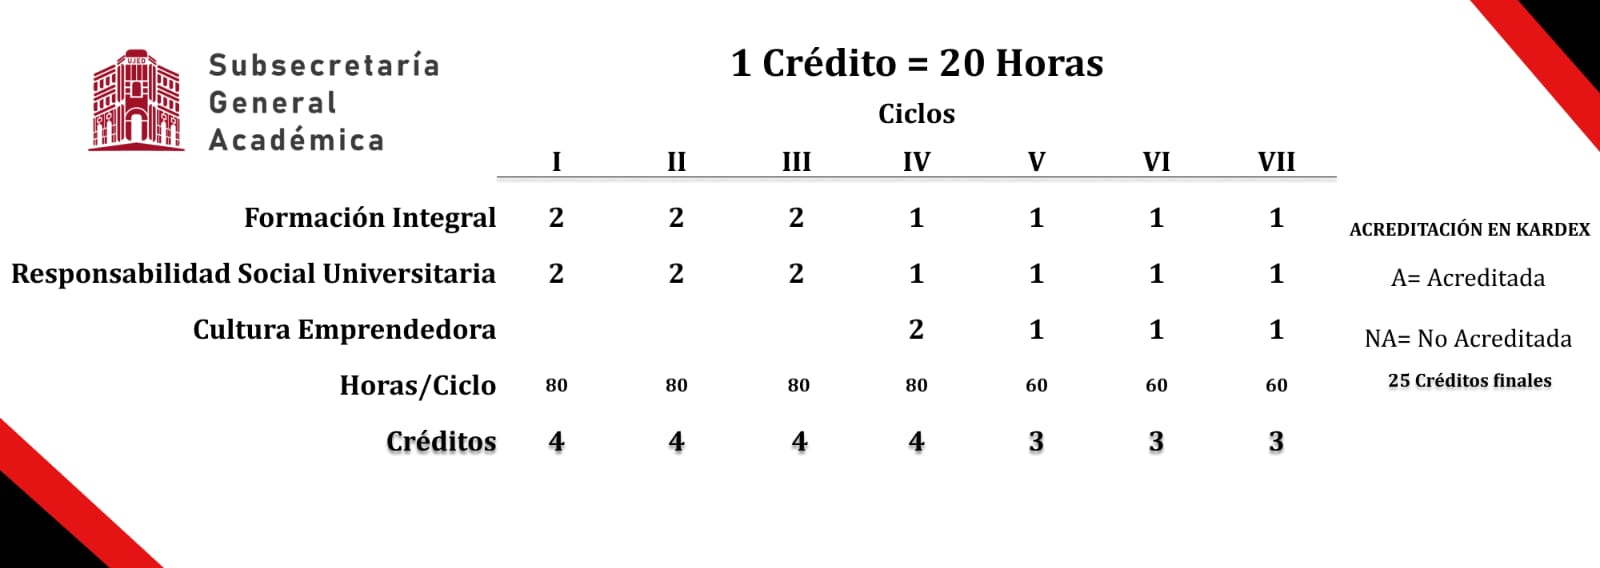 UJED
Subsecretaría
General
Académica
1 Crédito = 20 Horas
Ciclos
I II III IV V VI VII
Formación Integral 2 2 2 1 1 1 1
Responsabilidad Social Universitaria 2 2 2 1 1 1 1
Cultura Emprendedora 2 1 1 1
Horas/Ciclo 80 80 80 80 60 60 60
Créditos 4 4 4 4 3 3 3
ACREDITACIÓN EN KARDEX
A= Acreditada
NA= No Acreditada
25 Créditos finales